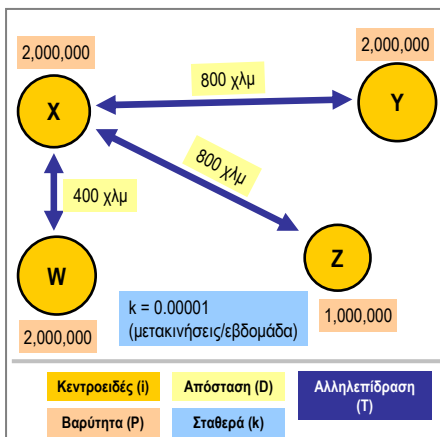 2,000,000
2,000,000
800 χλμ
X
Y
800 χλμ
400 χλμ
W
Z
k = 0.00001
(μετακινήσεις/εβδομάδα)
2,000,000
1,000,000
Κεντροειδές (i)
Απόσταση (D)
Αλληλεπίδραση
(T)
Βαρύτητα (P)
Σταθερά (k)